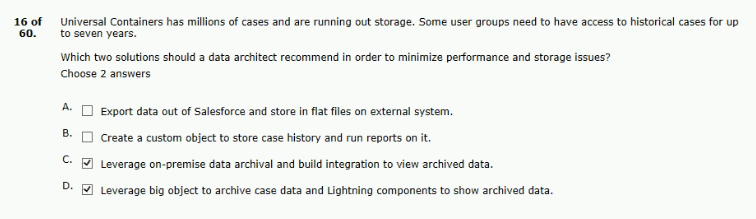 16 of 60. Universal Containers has millions of cases and are running out storage. Some user groups need to have access to historical cases for up
to seven years.
Which two solutions should a data architect recommend in order to minimize performance and storage issues?
Choose 2 answers
A. Export data out of Salesforce and store in flat files on external system.
B. Create a custom object to store case history and run reports on it.
C. Leverage on-premise data archival and build integration to view archived data.
D. Leverage big object to archive case data and Lightning components to show archived data.